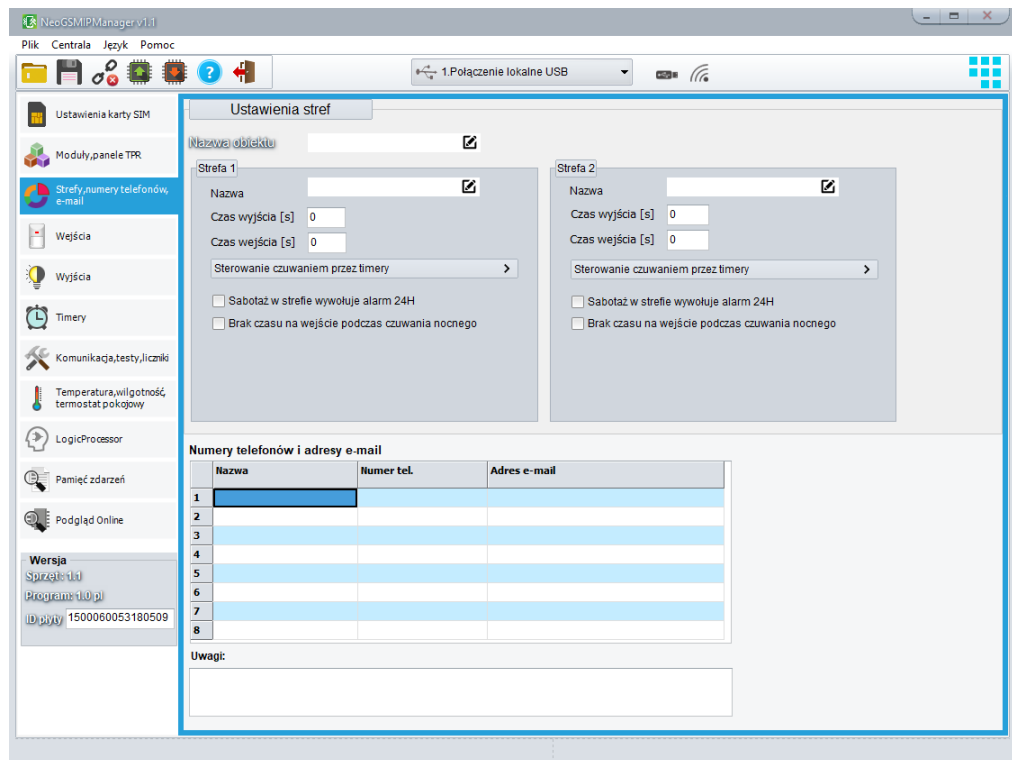 NeoGSMIPManager v1.1
Plik Centrala Język Pomoc
1.Połączenie lokalne USB
Ustawienia karty SIM
Moduły,panele TPR
Strefy,numery telefonów,
e-mail
Wejścia
Wyjścia
Timery
Komunikacja,testy,liczniki
Temperatura,wilgotność,
termostat pokojowy
LogicProcessor
Pamięć zdarzeń
Podgląd Online
Wersja
Sprzęt: 1.1
Program: 1.0 pl
ID płyty 1500060053180509
Ustawienia stref
Nazwa obiektu
Strefa 1
Nazwa
Czas wyjścia [s] 0
Czas wejścia [s] 0
Sterowanie czuwaniem przez timery >
Sabotaż w strefie wywołuje alarm 24H
Brak czasu na wejście podczas czuwania nocnego
Strefa 2
Nazwa
Czas wyjścia [s] 0
Czas wejścia [s] 0
Sterowanie czuwaniem przez timery >
Sabotaż w strefie wywołuje alarm 24H
Brak czasu na wejście podczas czuwania nocnego
Numery telefonów i adresy e-mail
Nazwa Numer tel. Adres e-mail
1
2
3
4
5
6
7
8
Uwagi: